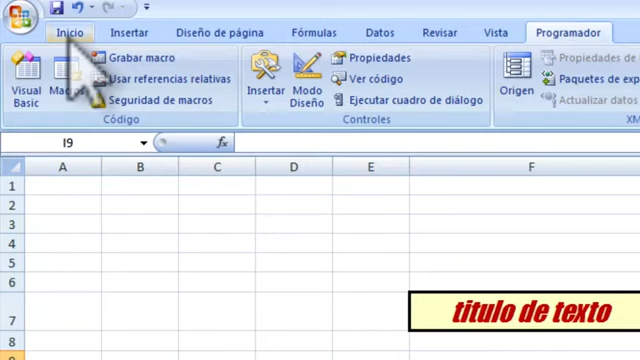 Inicio Insertar Diseño de página Fórmulas Datos Revisar Vista Programador
Visual Basic
Grabar macro
Usar referencias relativas
Seguridad de macros
Código
Insertar
Modo Diseño
Propiedades
Ver código
Ejecutar cuadro de diálogo
Controles
Origen
Propiedades de
Paquetes de exp
Actualizar datos
I9 fx
A B C D E F
1
2
3
4
5
6
7 titulo de texto
8